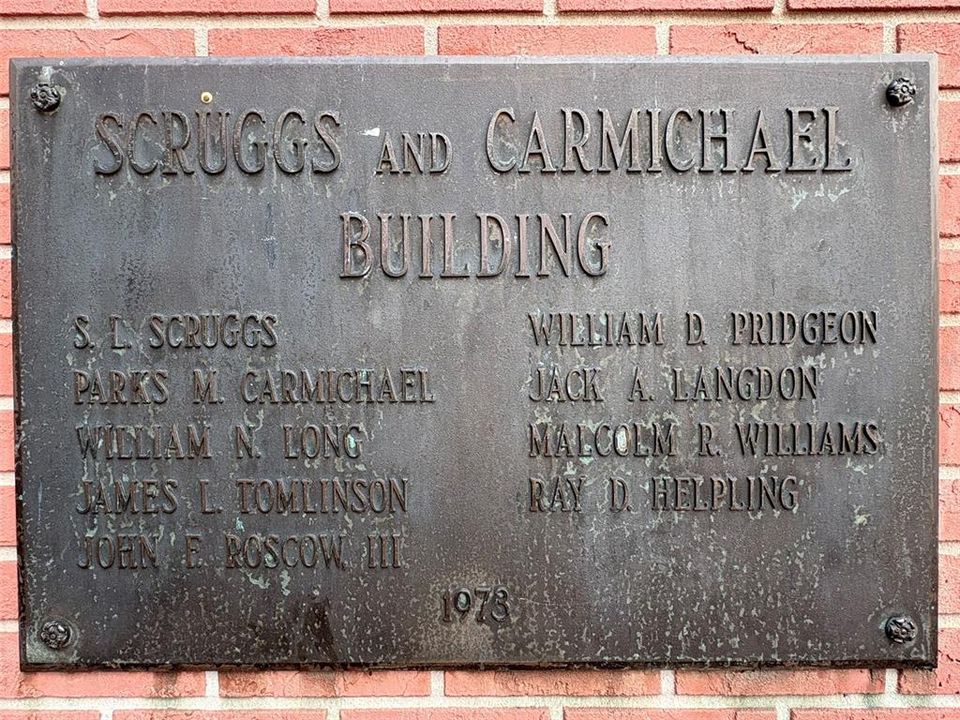 SCRUGGS AND CARMICHAEL
BUILDING
S. L. SCRUGGS
PARKS M. CARMICHAEL
WILLIAM N. LONG
JAMES L. TOMLINSON
JOHN F. ROSCOW, III
WILLIAM D. PRIDGEON
JACK A. LANGDON
MALCOLM R. WILLIAMS
RAY D. HELPLING
1973